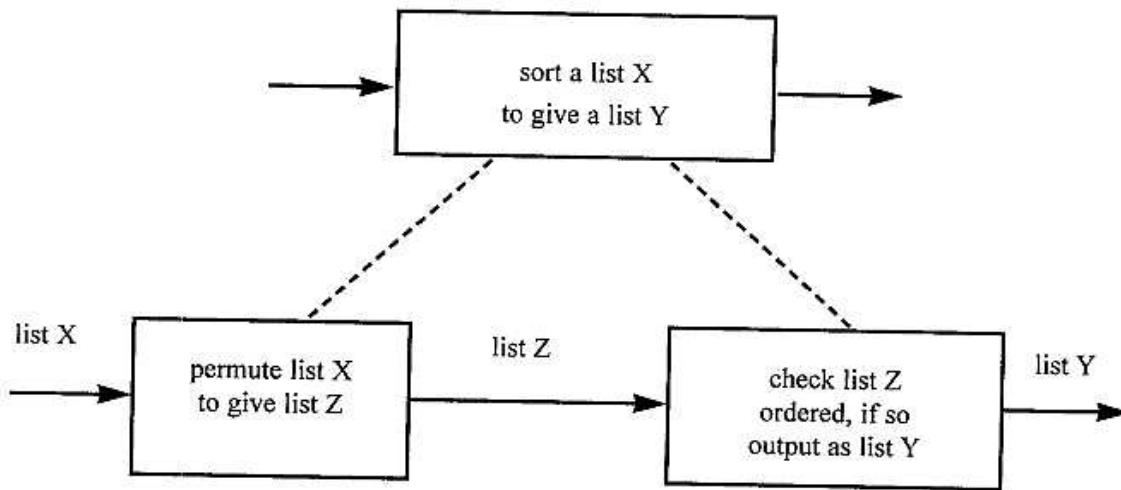 sort a list X
to give a list Y
list X
permute list X
to give list Z
list Z
check list Z
ordered, if so
output as list Y
list Y